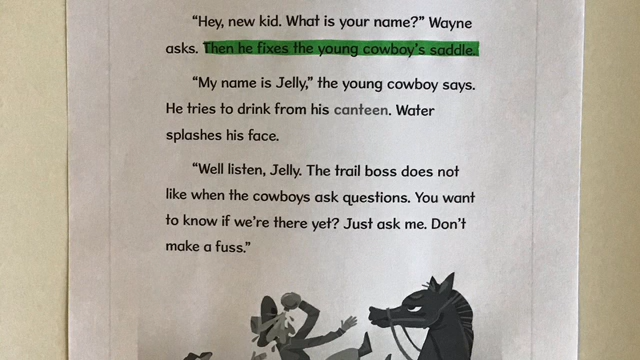 “Hey, new kid. What is your name?” Wayne
asks. Then he fixes the young cowboy’s saddle.
“My name is Jelly,” the young cowboy says.
He tries to drink from his canteen. Water
splashes his face.
“Well listen, Jelly. The trail boss does not
like when the cowboys ask questions. You want
to know if we’re there yet? Just ask me. Don’t
make a fuss.”